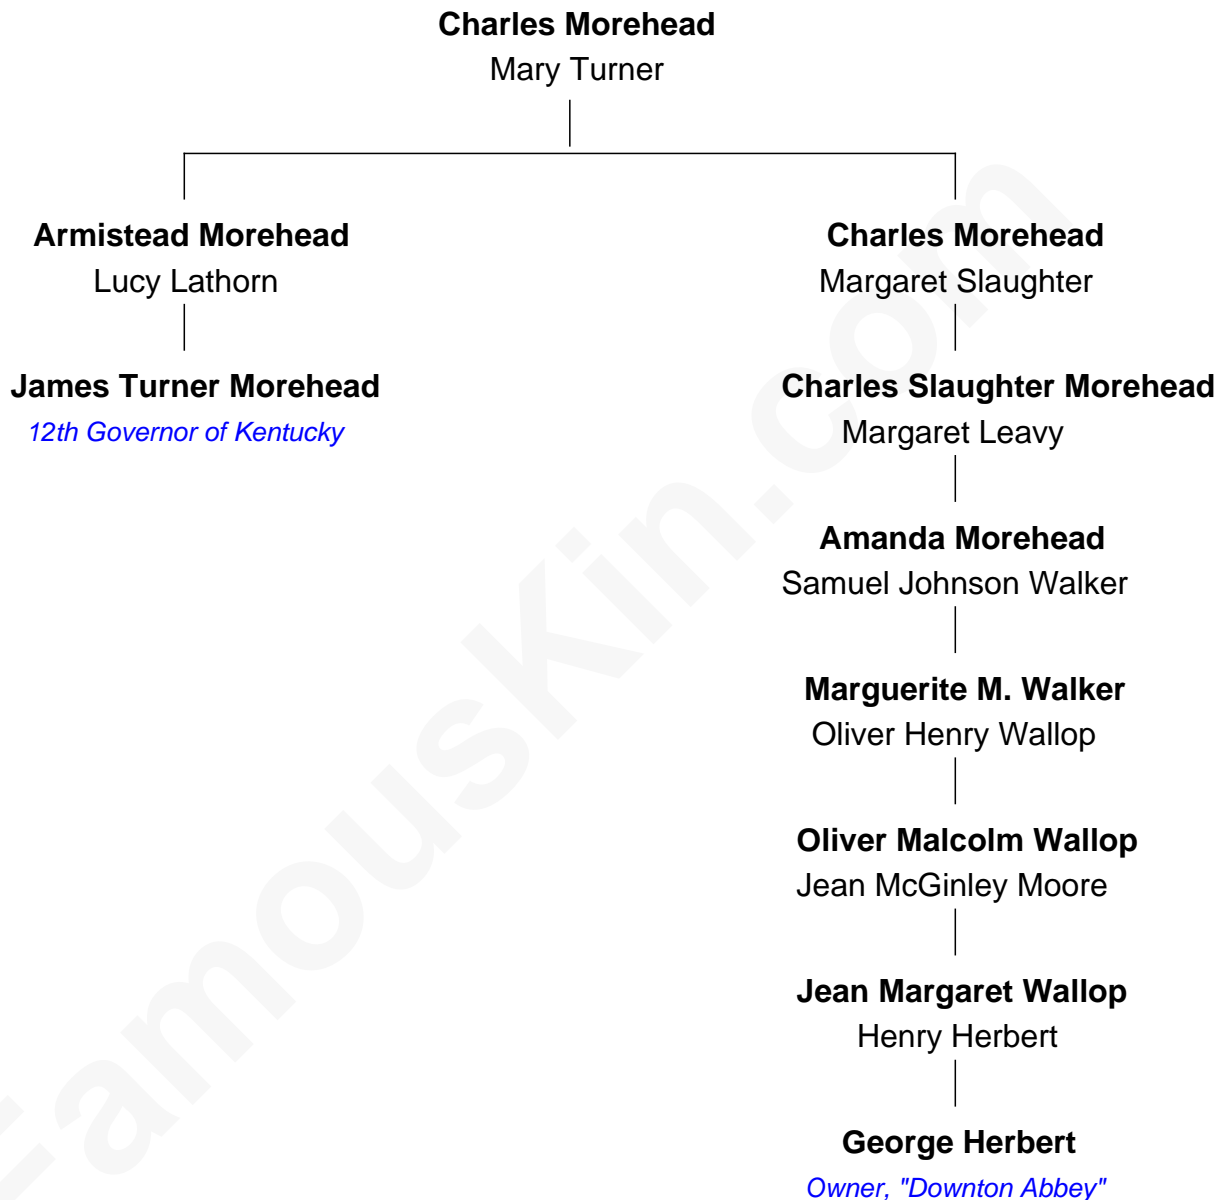 Charles Morehead
Mary Turner
Armistead Morehead
Lucy Lathorn
James Turner Morehead
12th Governor of Kentucky
Charles Morehead
Margaret Slaughter
Charles Slaughter Morehead
Margaret Leavy
Amanda Morehead
Samuel Johnson Walker
Marguerite M. Walker
Oliver Henry Wallop
Oliver Malcolm Wallop
Jean McGinley Moore
Jean Margaret Wallop
Henry Herbert
George Herbert
Owner, "Downton Abbey"
FamousKin.com